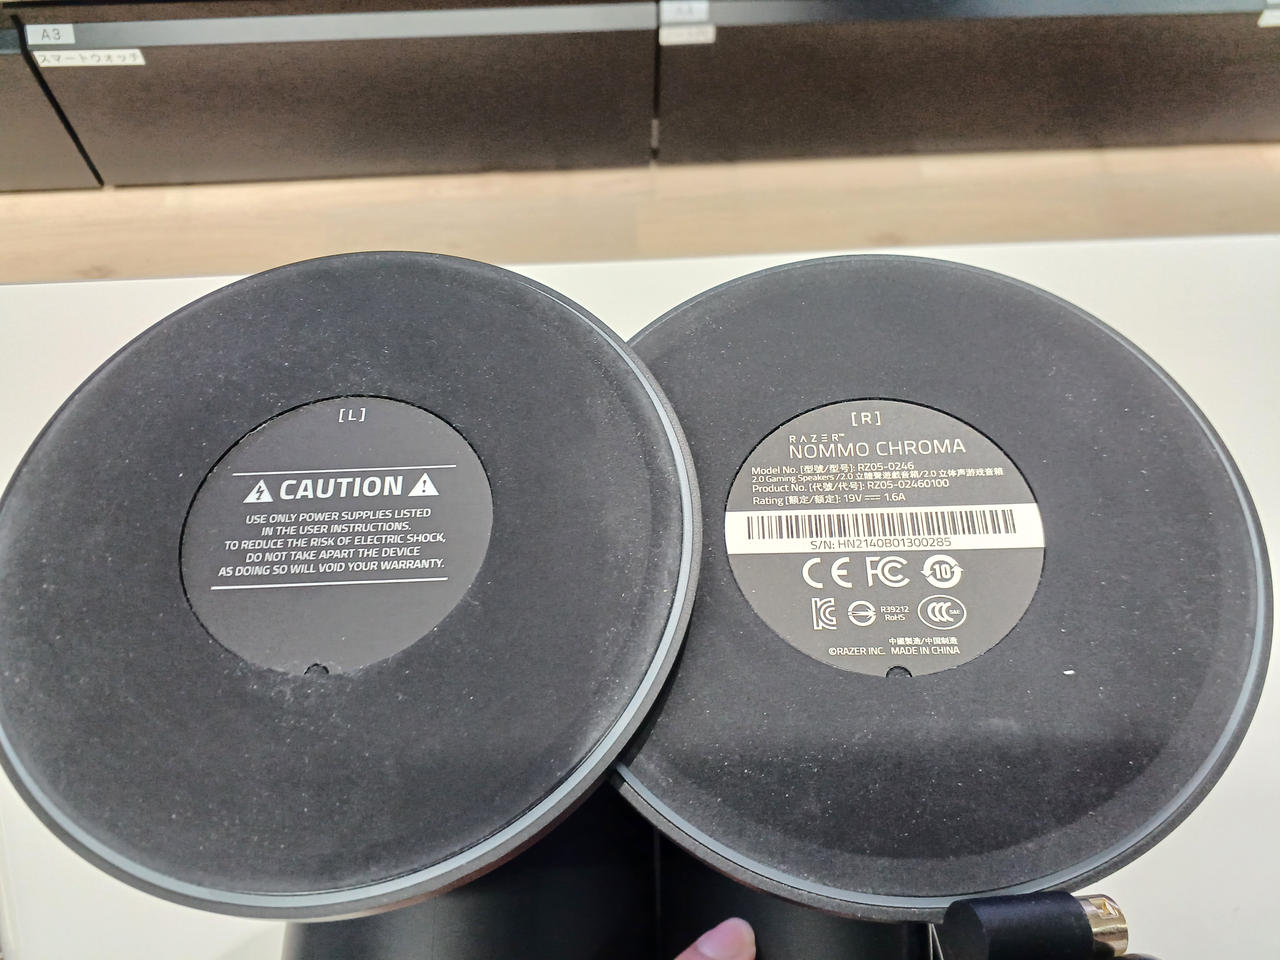 A3
スマートウォッチ
[L]
CAUTION
USE ONLY POWER SUPPLIES LISTED
IN THE USER INSTRUCTIONS.
TO REDUCE THE RISK OF ELECTRIC SHOCK,
DO NOT TAKE APART THE DEVICE
AS DOING SO WILL VOID YOUR WARRANTY.
[R]
RAZER™
NOMMO CHROMA
Model No. [型號/型号]: RZ05-0246
2.0 Gaming Speakers /2.0 立體聲遊戲音箱/2.0 立体声游戏音箱
Product No. [代號/代号]: RZ05-02460100
Rating [額定/额定]: 19V ⎓ 1.6A
S/N: HN2140B01300285
CE FC 10
R39212
RoHS
CCC S&E
中國製造/中国制造
©RAZER INC. MADE IN CHINA